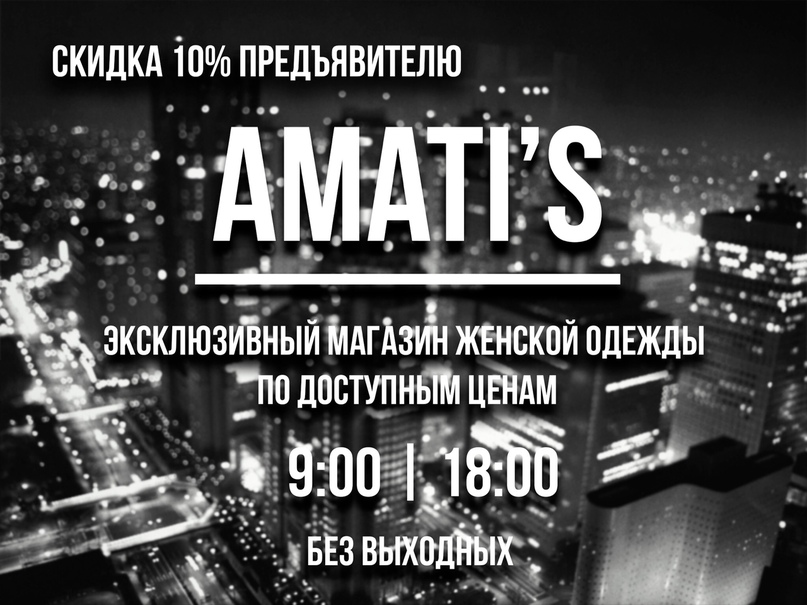 СКИДКА 10% ПРЕДЪЯВИТЕЛЮ
AMATI’S
ЭКСКЛЮЗИВНЫЙ МАГАЗИН ЖЕНСКОЙ ОДЕЖДЫ
ПО ДОСТУПНЫМ ЦЕНАМ
9:00 | 18:00
БЕЗ ВЫХОДНЫХ